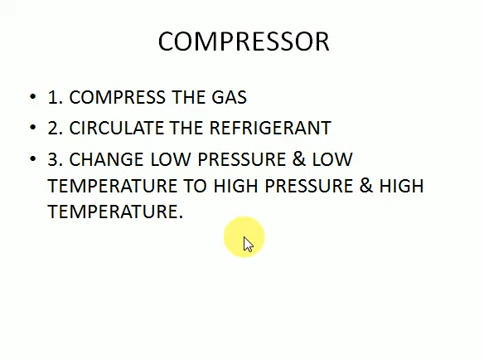 COMPRESSOR
• 1. COMPRESS THE GAS
• 2. CIRCULATE THE REFRIGERANT
• 3. CHANGE LOW PRESSURE & LOW
TEMPERATURE TO HIGH PRESSURE & HIGH
TEMPERATURE.